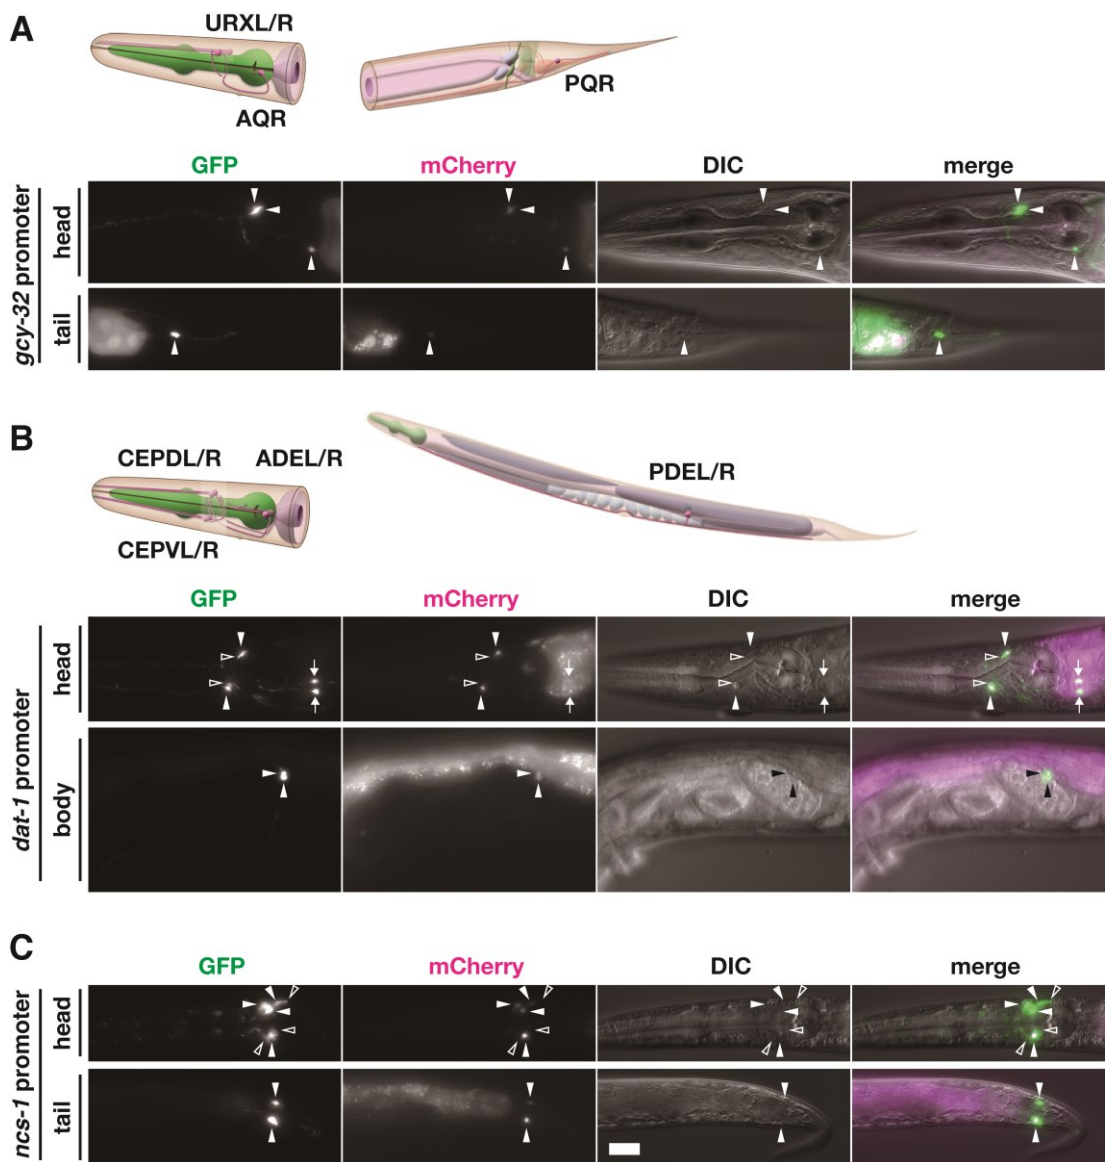 A
URXL/R
AQR
PQR
GFP mCherry DIC merge
gcy-32 promoter
head
tail
B
CEPDL/R ADEL/R
CEPVL/R
PDEL/R
GFP mCherry DIC merge
dat-1 promoter
head
body
C
GFP mCherry DIC merge
ncs-1 promoter
head
tail